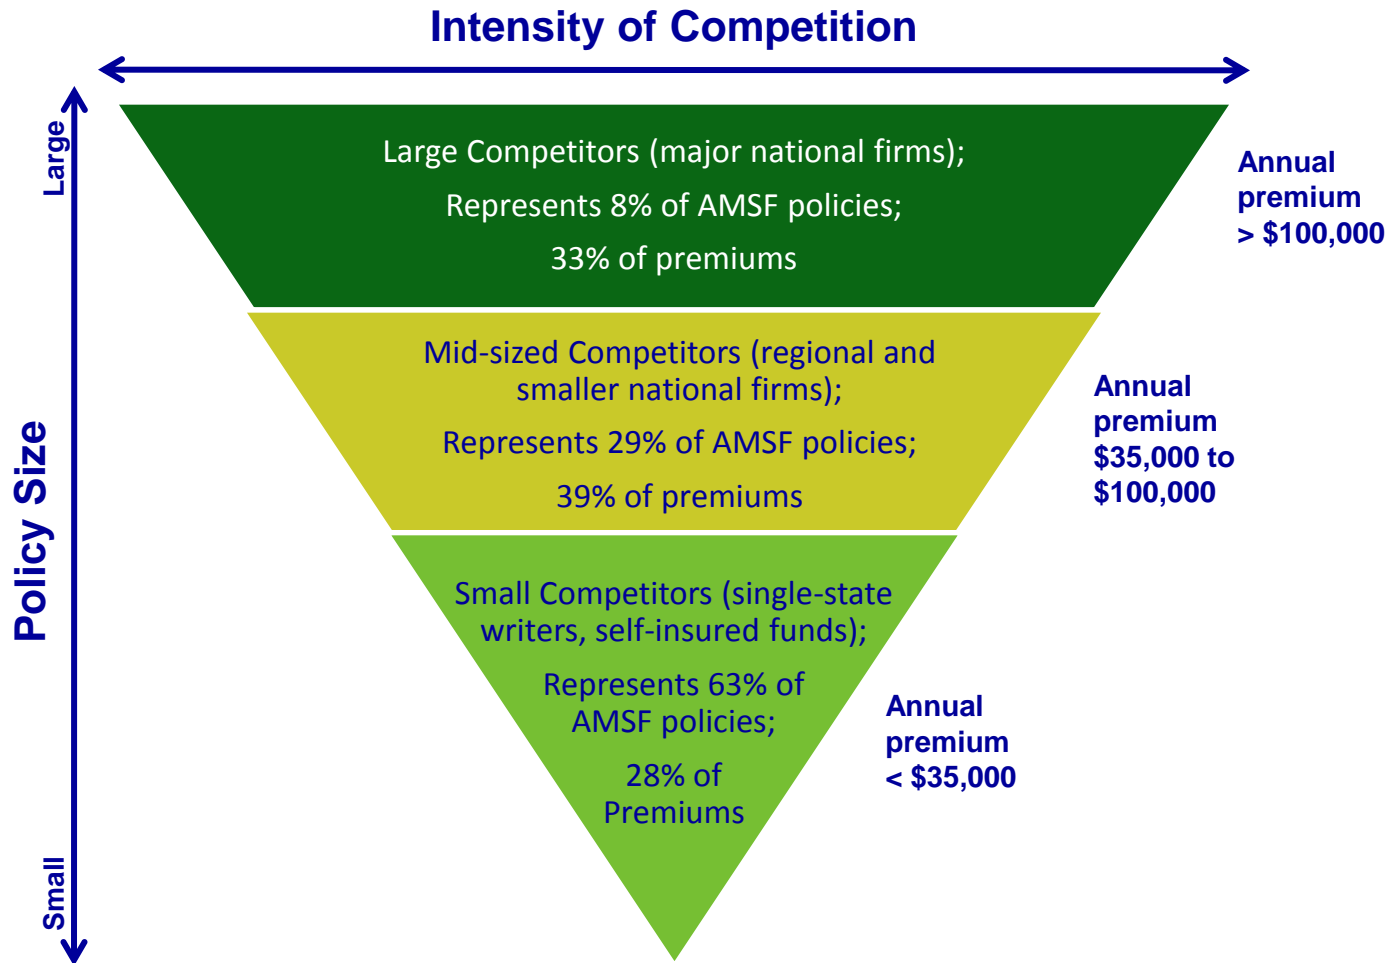 Intensity of Competition
Large
Large Competitors (major national firms);
Represents 8% of AMSF policies;
33% of premiums
Annual
premium
> $100,000
Mid-sized Competitors (regional and
smaller national firms);
Represents 29% of AMSF policies;
39% of premiums
Annual
premium
$35,000 to
$100,000
Policy Size
Small Competitors (single-state
writers, self-insured funds);
Represents 63% of
AMSF policies;
28% of
Premiums
Annual
premium
< $35,000
Small